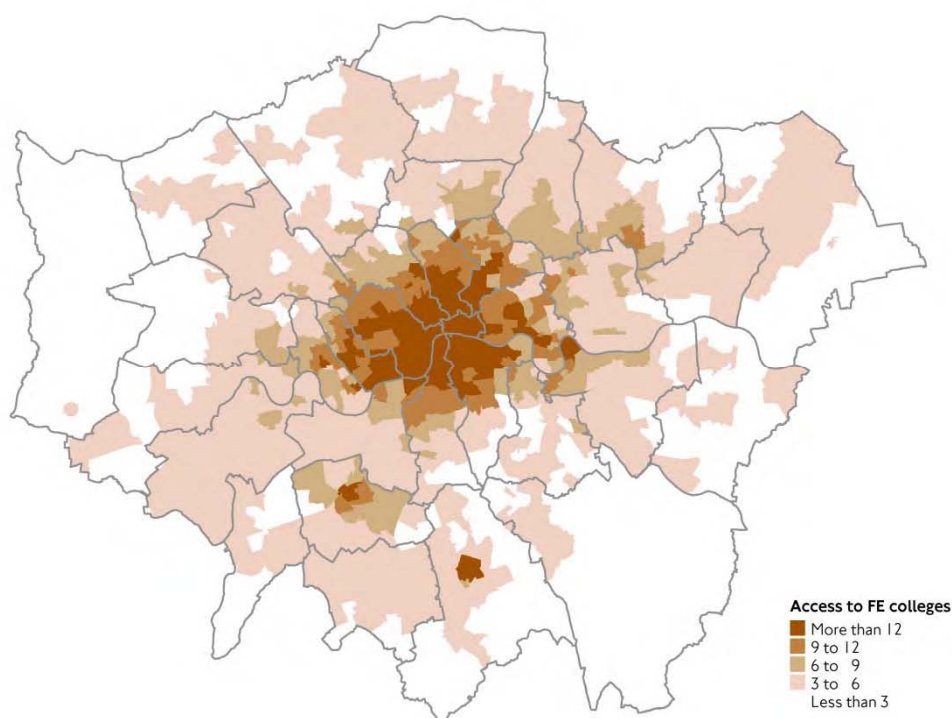 Access to FE colleges
More than 12
9 to 12
6 to 9
3 to 6
Less than 3